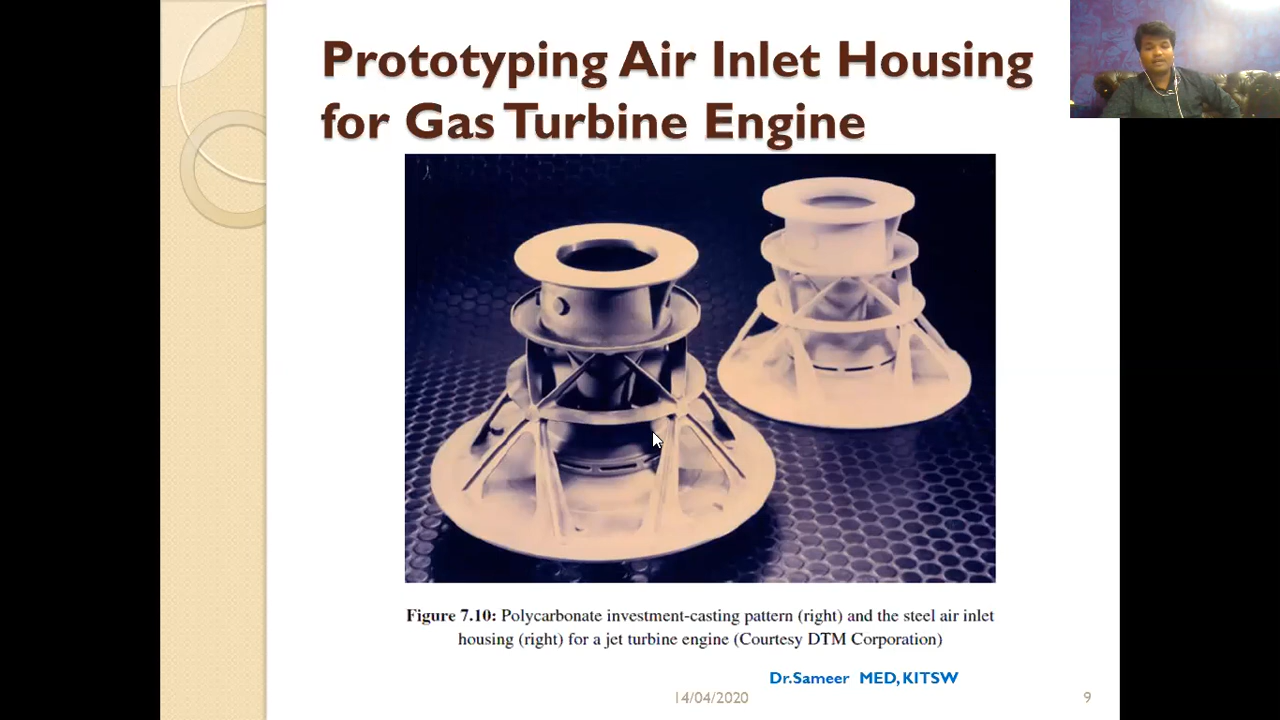 Prototyping Air Inlet Housing
for Gas Turbine Engine
Figure 7.10: Polycarbonate investment-casting pattern (right) and the steel air inlet
housing (right) for a jet turbine engine (Courtesy DTM Corporation)
Dr.Sameer MED, KITSW
14/04/2020
9